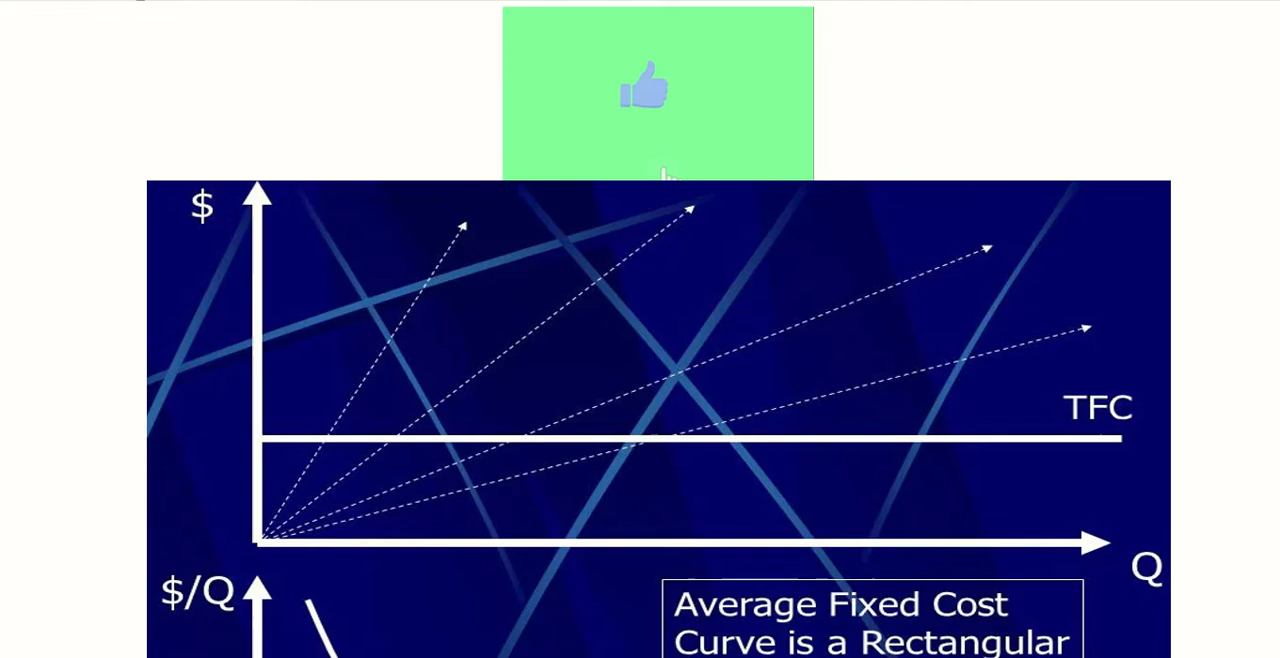 $
TFC
Q
$/Q
Average Fixed Cost
Curve is a Rectangular